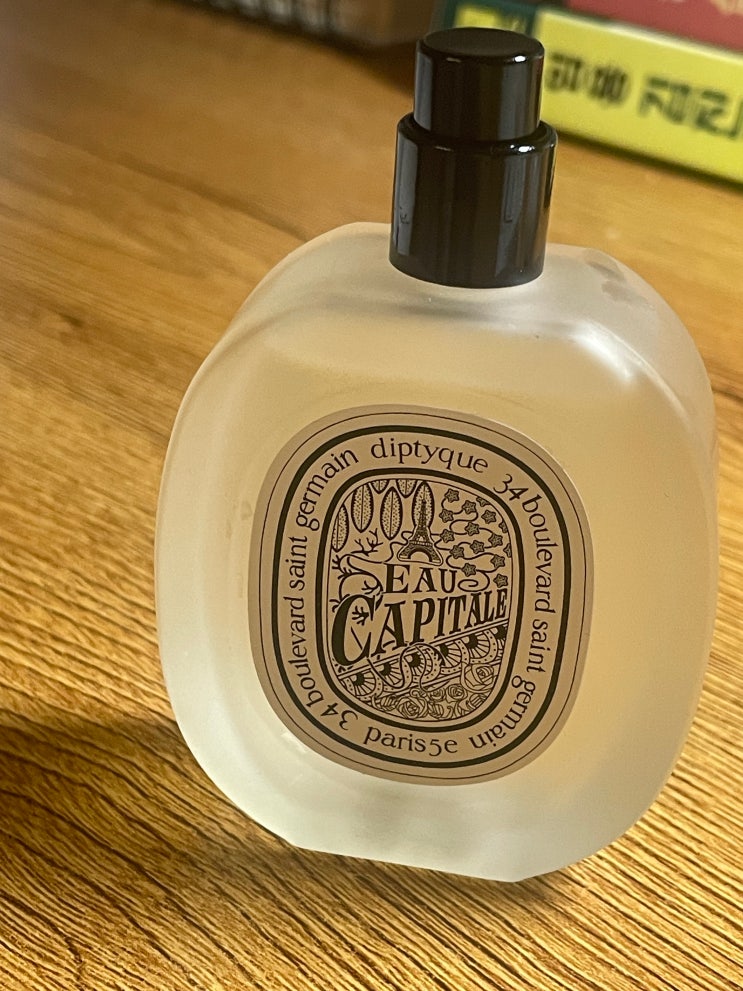 diptyque
34 boulevard saint germain
paris5e
34 boulevard saint germain
EAU
CAPITALE